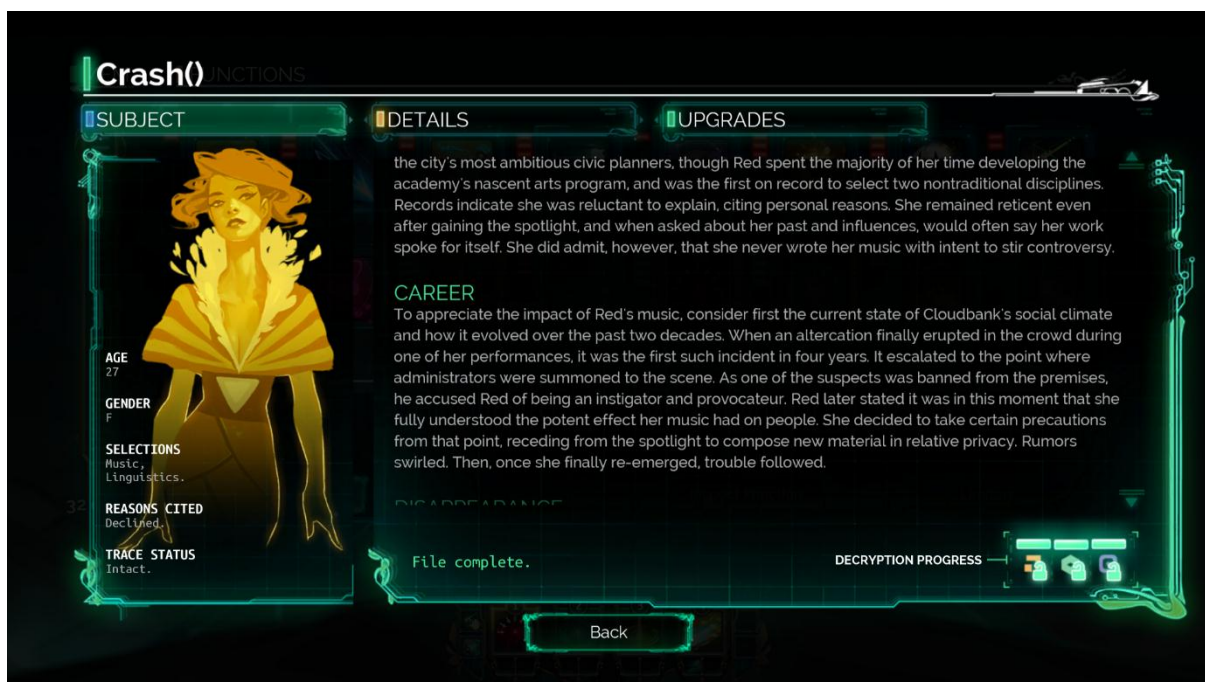 Crash() UNCTIONS
SUBJECT
DETAILS
UPGRADES
the city's most ambitious civic planners, though Red spent the majority of her time developing the
academy's nascent arts program, and was the first on record to select two nontraditional disciplines.
Records indicate she was reluctant to explain, citing personal reasons. She remained reticent even
after gaining the spotlight, and when asked about her past and influences, would often say her work
spoke for itself. She did admit, however, that she never wrote her music with intent to stir controversy.
CAREER
To appreciate the impact of Red's music, consider first the current state of Cloudbank's social climate
and how it evolved over the past two decades. When an altercation finally erupted in the crowd during
one of her performances, it was the first such incident in four years. It escalated to the point where
administrators were summoned to the scene. As one of the suspects was banned from the premises,
he accused Red of being an instigator and provocateur. Red later stated it was in this moment that she
fully understood the potent effect her music had on people. She decided to take certain precautions
from that point, receding from the spotlight to compose new material in relative privacy. Rumors
swirled. Then, once she finally re-emerged, trouble followed.
DISAPPEARANCE
AGE
27
GENDER
F
SELECTIONS
Music,
Linguistics.
REASONS CITED
Declined.
TRACE STATUS
Intact.
32
File complete.
DECRYPTION PROGRESS
Back